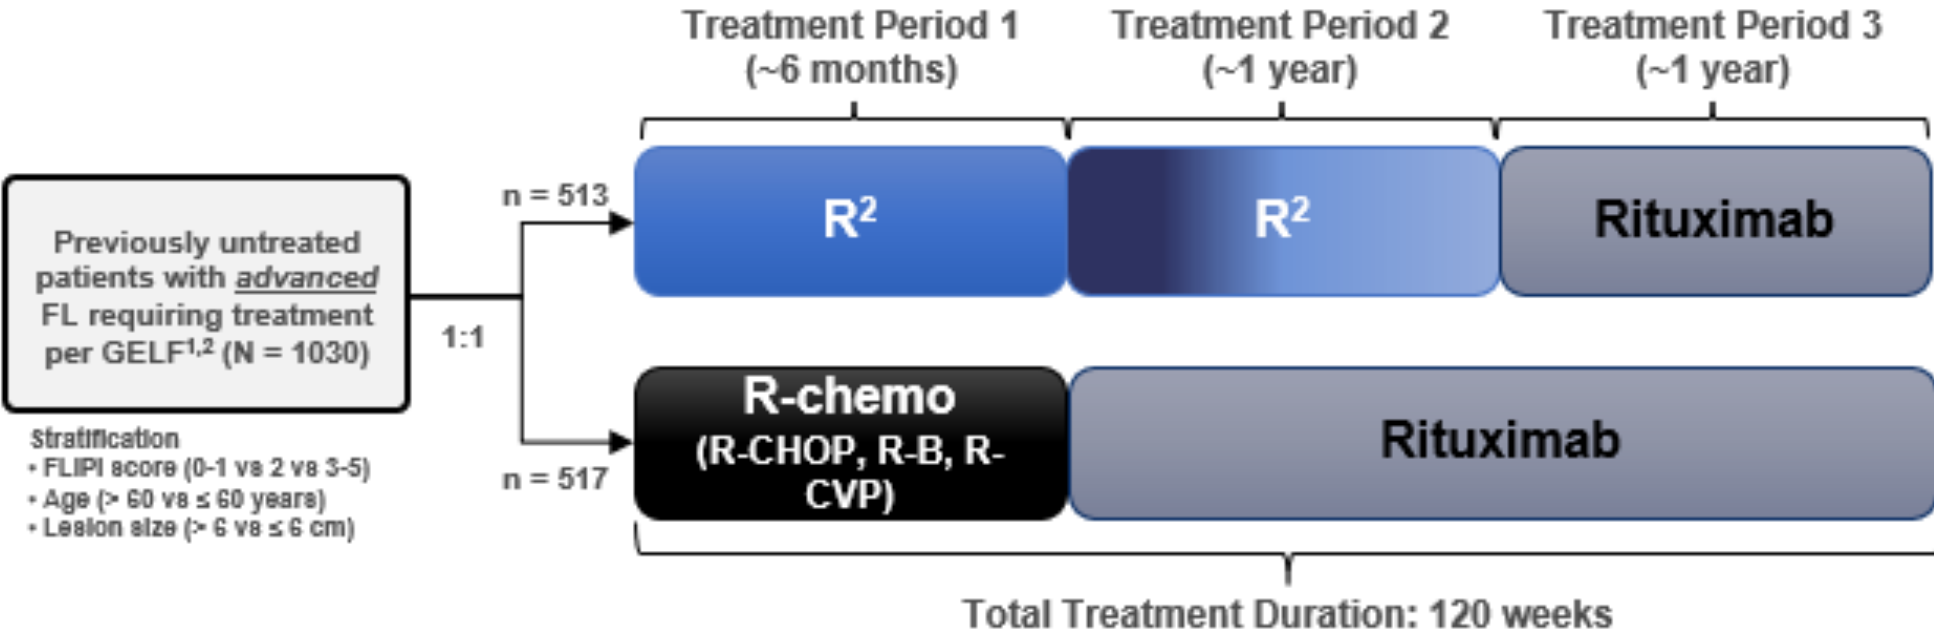 Treatment Period 1
(~6 months)
Treatment Period 2
(~1 year)
Treatment Period 3
(~1 year)
Previously untreated
patients with advanced
FL requiring treatment
per GELF1,2 (N = 1030)
Stratification
• FLIPI score (0-1 vs 2 vs 3-5)
• Age (> 60 vs ≤ 60 years)
• Lesion size (> 6 vs ≤ 6 cm)
1:1
n = 513
R2
R2
Rituximab
n = 517
R-chemo
(R-CHOP, R-B, R-
CVP)
Rituximab
Total Treatment Duration: 120 weeks